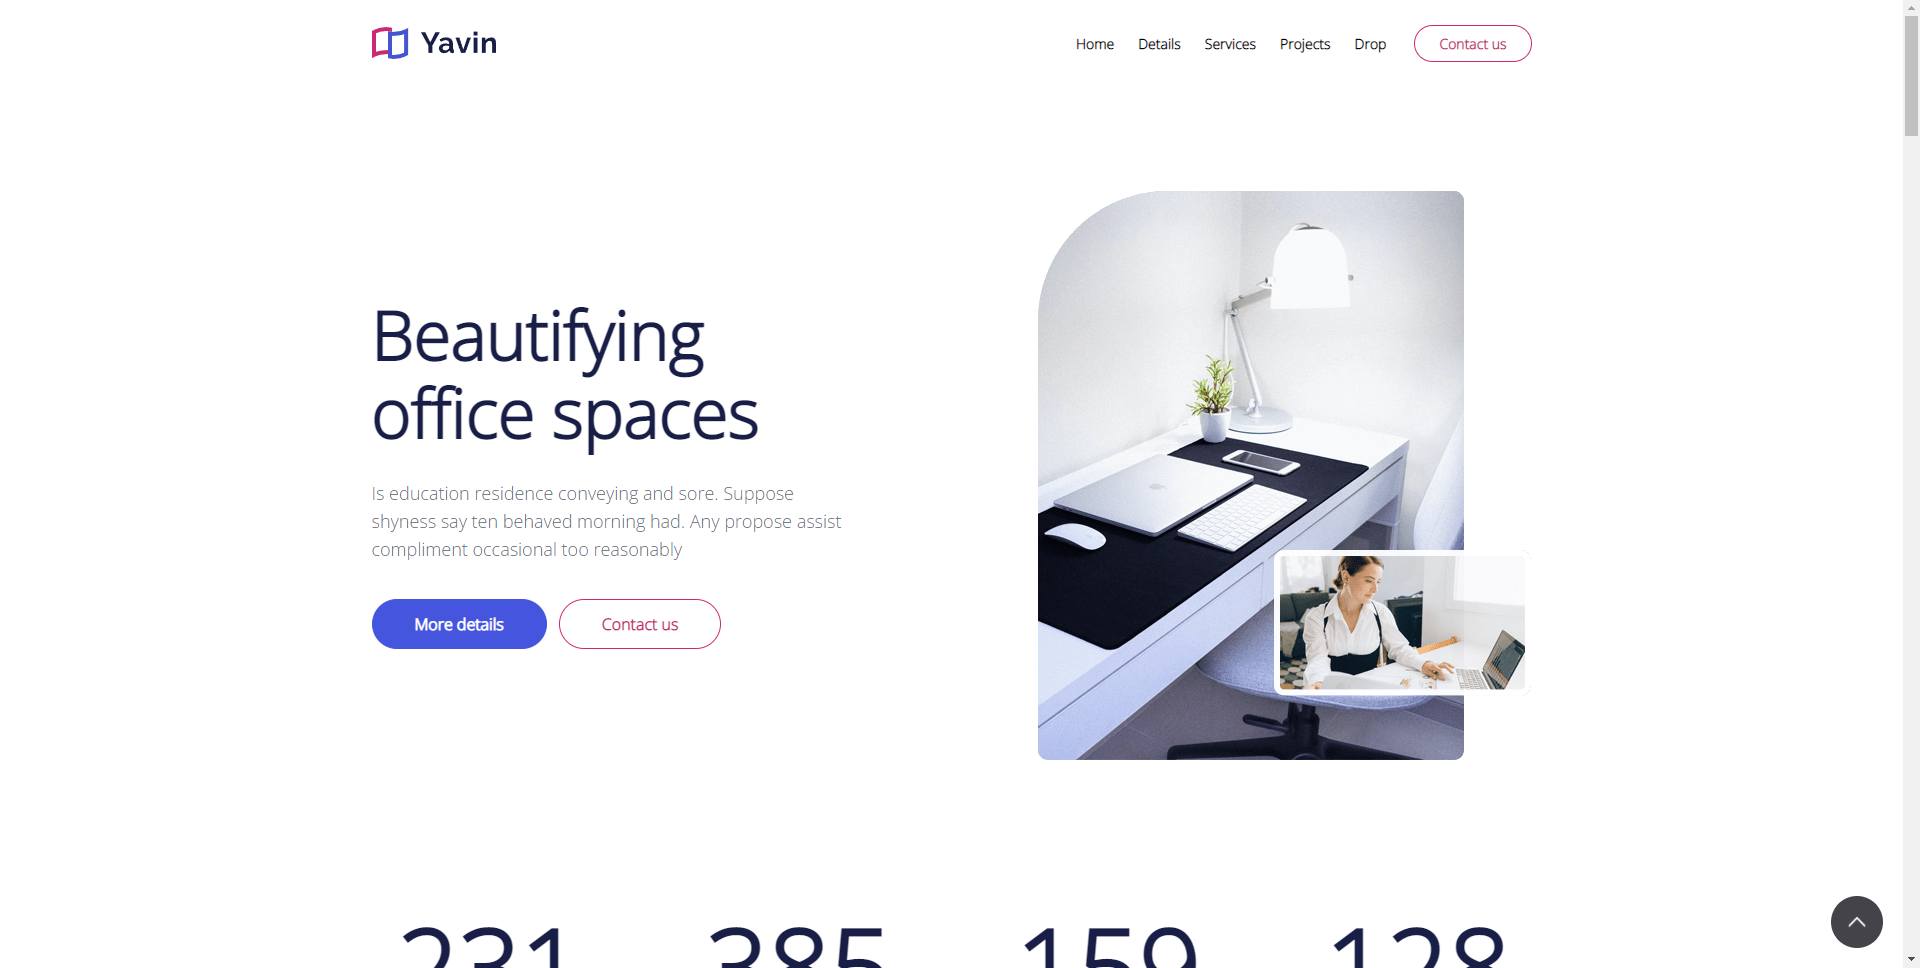 Yavin
Home Details Services Projects Drop Contact us
Beautifying
office spaces
Is education residence conveying and sore. Suppose
shyness say ten behaved morning had. Any propose assist
compliment occasional too reasonably
More details Contact us
231 385 159 128